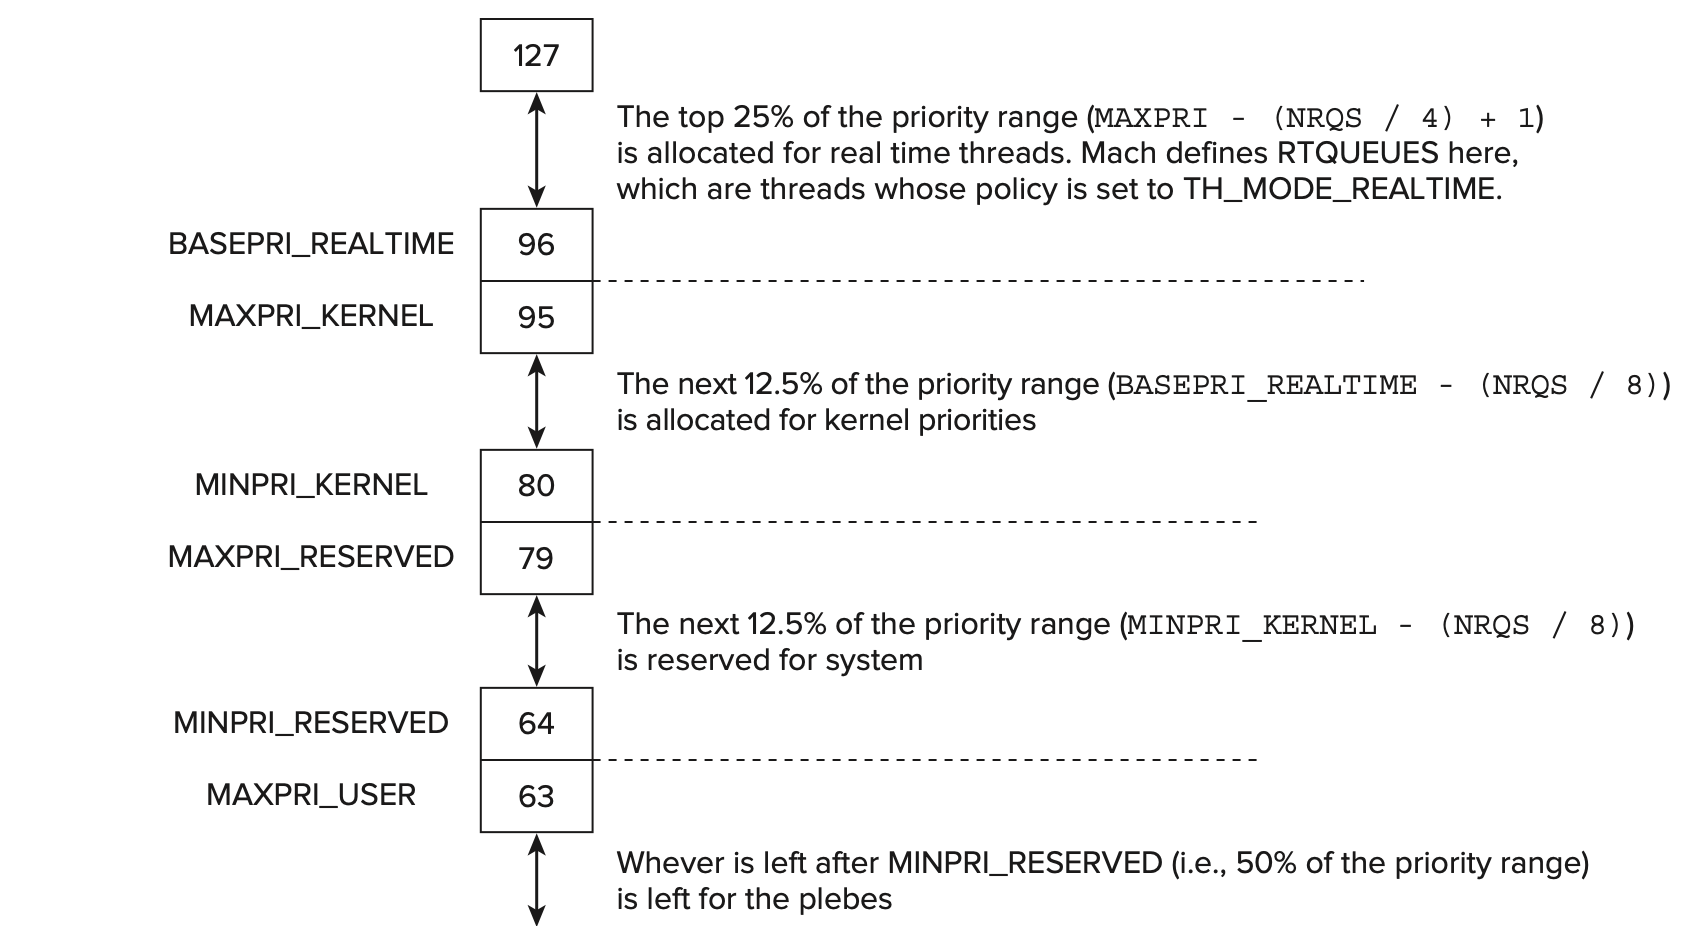 127
The top 25% of the priority range (MAXPRI - (NRQS / 4) + 1)
is allocated for real time threads. Mach defines RTQUEUES here,
which are threads whose policy is set to TH_MODE_REALTIME.
BASEPRI_REALTIME 96
MAXPRI_KERNEL 95
The next 12.5% of the priority range (BASEPRI_REALTIME - (NRQS / 8))
is allocated for kernel priorities
MINPRI_KERNEL 80
MAXPRI_RESERVED 79
The next 12.5% of the priority range (MINPRI_KERNEL - (NRQS / 8))
is reserved for system
MINPRI_RESERVED 64
MAXPRI_USER 63
Whever is left after MINPRI_RESERVED (i.e., 50% of the priority range)
is left for the plebes